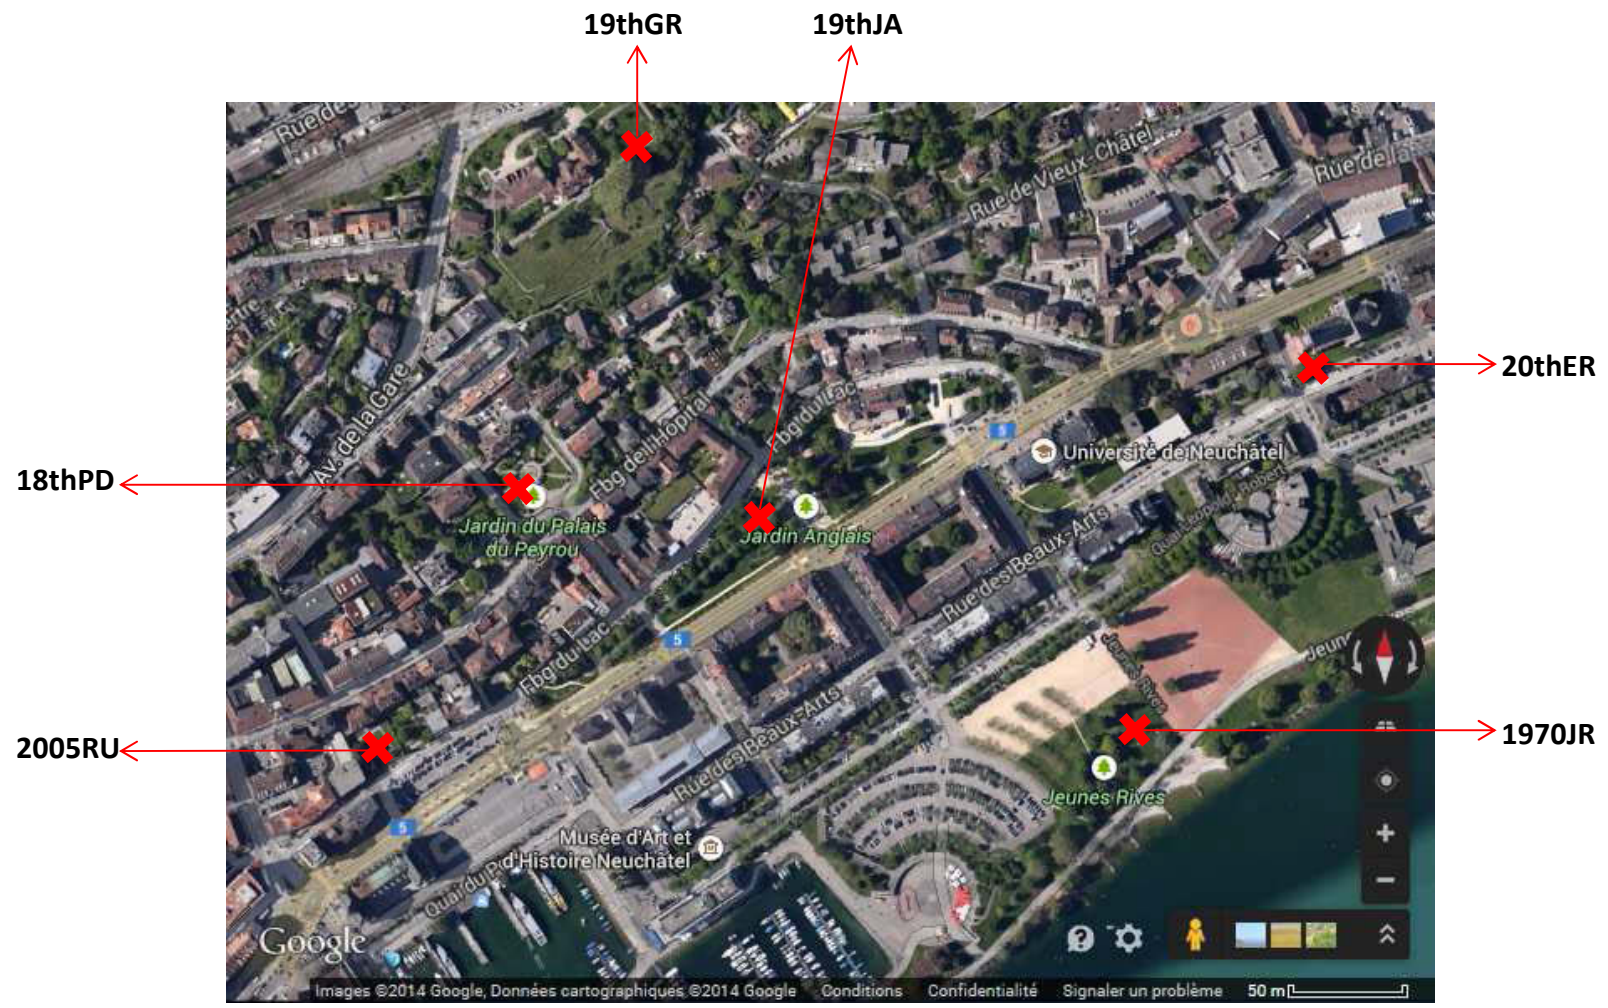 19thGR
19thJA
Rue des
Rue de Vieux-Châtel
Rue de
20thER
Av. de la Gare
Fbg de l'Hôpital
Fbg du Lac
5
Université de Neuchâtel
18thPD
Jardin du Palais
du Peyrou
Jardin Anglais
Quai Léopold-Robert
Rue des Beaux-Arts
5
Fbg du Lac
Jeunes Rives
Jeune
2005RU
1970JR
Rue des Beaux-Arts
Jeunes Rives
5
Musée d'Art et
d'Histoire Neuchâtel
Quai du P
Google
Images ©2014 Google, Données cartographiques ©2014 Google Conditions Confidentialité Signaler un problème 50 m